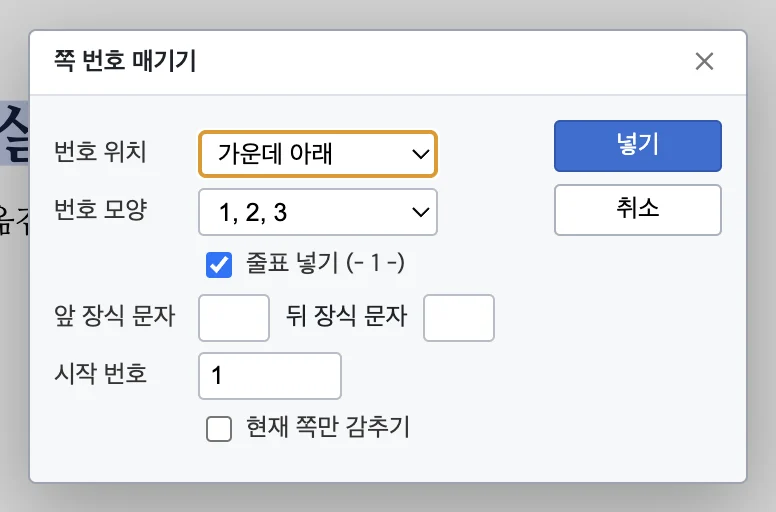 쪽 번호 매기기
번호 위치 가운데 아래 넣기
번호 모양 1, 2, 3 취소
줄표 넣기 (- 1 -)
앞 장식 문자 뒤 장식 문자
시작 번호 1
현재 쪽만 감추기